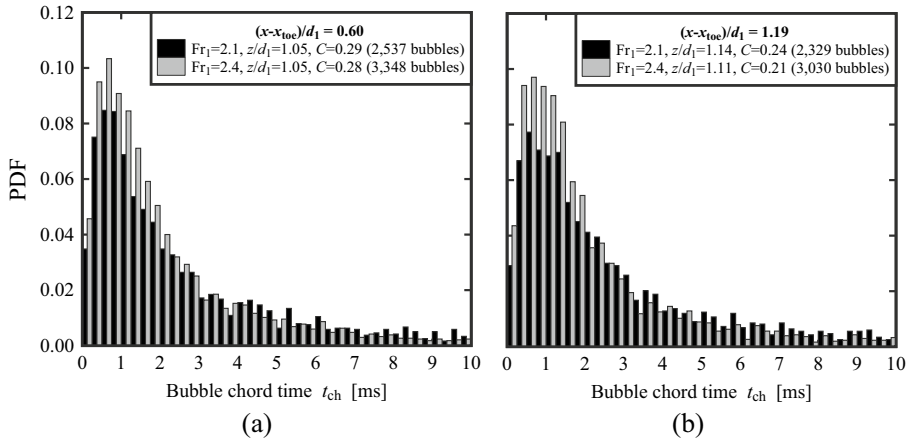 (x-x_toe)/d_1 = 0.60
Fr_1=2.1, z/d_1=1.05, C=0.29 (2,537 bubbles)
Fr_1=2.4, z/d_1=1.05, C=0.28 (3,348 bubbles)
PDF
0.12
0.10
0.08
0.06
0.04
0.02
0.00
0 1 2 3 4 5 6 7 8 9 10
Bubble chord time t_ch [ms]
(a)
(x-x_toe)/d_1 = 1.19
Fr_1=2.1, z/d_1=1.14, C=0.24 (2,329 bubbles)
Fr_1=2.4, z/d_1=1.11, C=0.21 (3,030 bubbles)
0 1 2 3 4 5 6 7 8 9 10
Bubble chord time t_ch [ms]
(b)